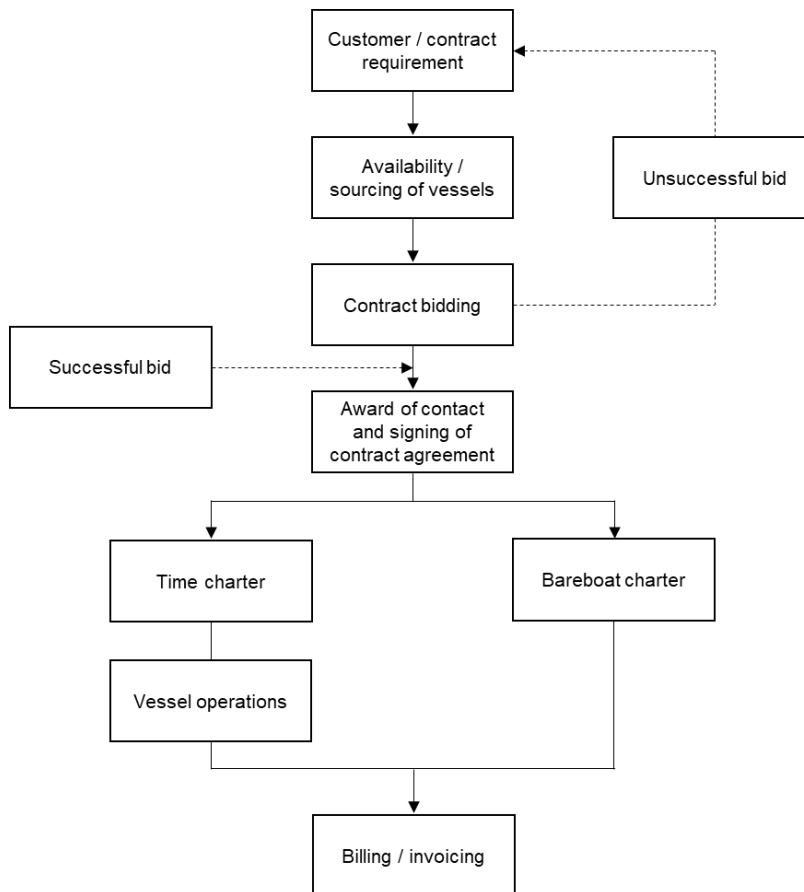 Customer / contract
requirement
Availability /
sourcing of vessels
Unsuccessful bid
Contract bidding
Successful bid
Award of contact
and signing of
contract agreement
Time charter
Bareboat charter
Vessel operations
Billing / invoicing